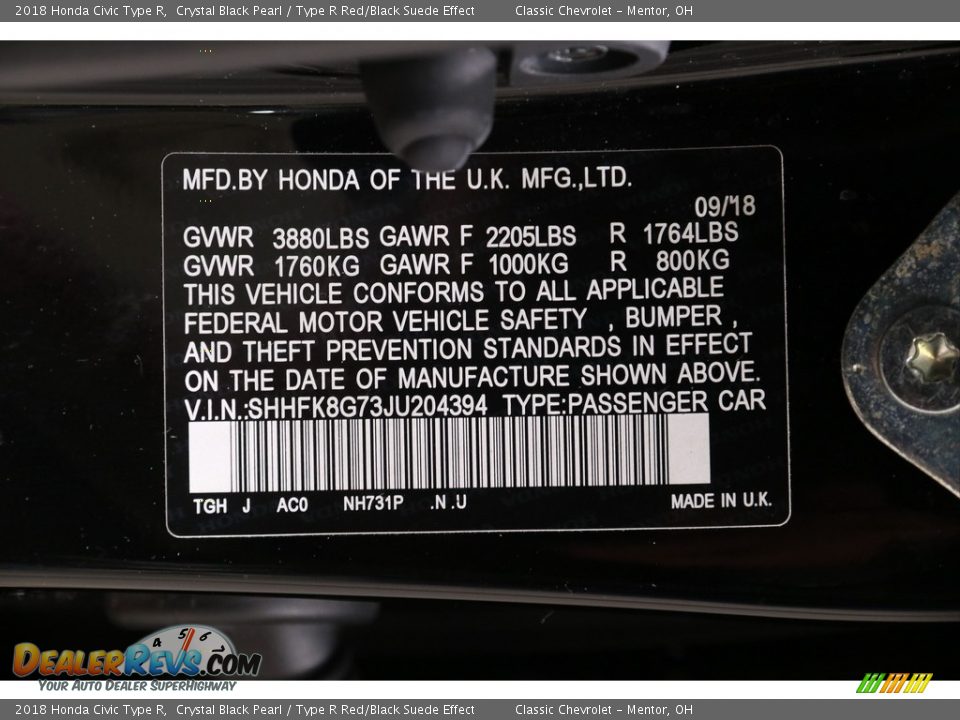 2018 Honda Civic Type R, Crystal Black Pearl / Type R Red/Black Suede Effect Classic Chevrolet – Mentor, OH
MFD.BY HONDA OF THE U.K. MFG.,LTD.
09/18
GVWR 3880LBS GAWR F 2205LBS R 1764LBS
GVWR 1760KG GAWR F 1000KG R 800KG
THIS VEHICLE CONFORMS TO ALL APPLICABLE
FEDERAL MOTOR VEHICLE SAFETY , BUMPER ,
AND THEFT PREVENTION STANDARDS IN EFFECT
ON THE DATE OF MANUFACTURE SHOWN ABOVE.
V.I.N.:SHHFK8G73JU204394 TYPE:PASSENGER CAR
TGH J AC0 NH731P .N .U MADE IN U.K.
4 5 6
DEALERREVS.COM
YOUR AUTO DEALER SUPERHIGHWAY
2018 Honda Civic Type R, Crystal Black Pearl / Type R Red/Black Suede Effect Classic Chevrolet – Mentor, OH